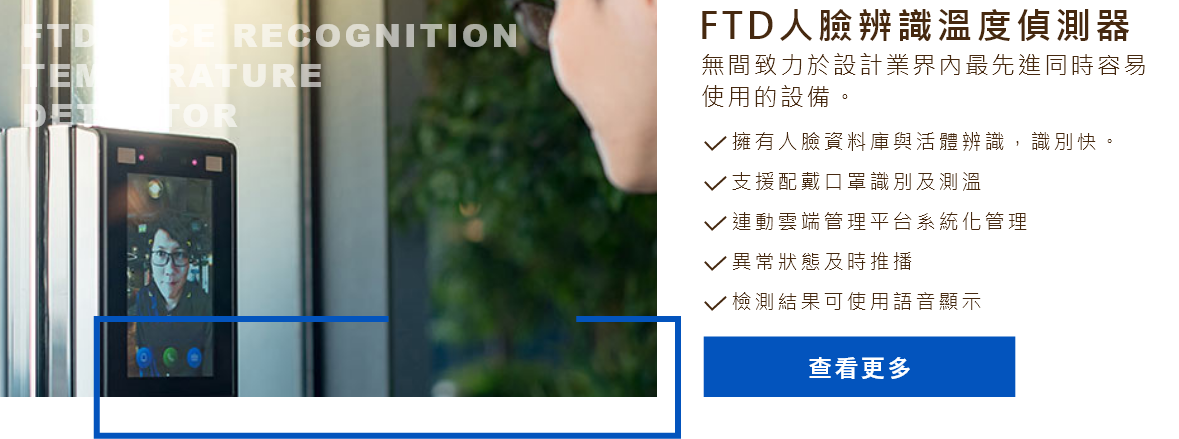 FTD FACE RECOGNITION
TEMPERATURE
DETECTOR
FTD人臉辨識溫度偵測器
無間致力於設計業界內最先進同時容易
使用的設備。
擁有人臉資料庫與活體辨識，識別快。
支援配戴口罩識別及測溫
連動雲端管理平台系統化管理
異常狀態及時推播
檢測結果可使用語音顯示
查看更多